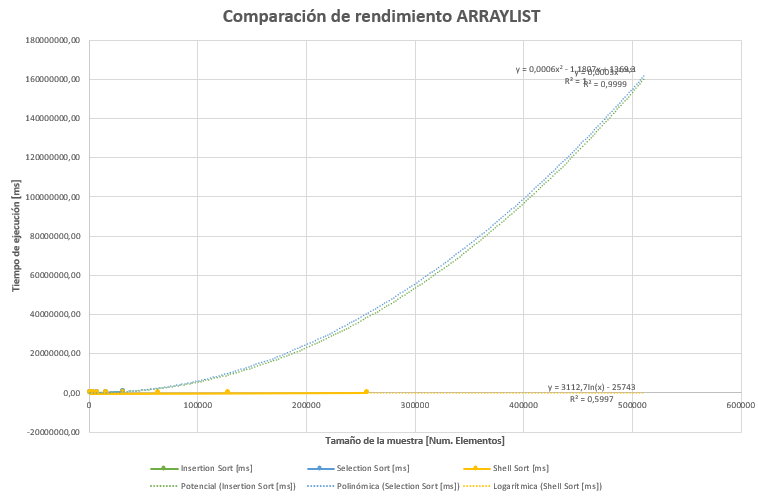 Comparación de rendimiento ARRAYLIST
180000000,00
160000000,00
140000000,00
120000000,00
100000000,00
80000000,00
60000000,00
40000000,00
20000000,00
0,00
-20000000,00
Tiempo de ejecución [ms]
y = 0,0006x² - 1,1807x + 1369,3
R² = 1
R² = 0,9999
y = 3112,7ln(x) - 25743
R² = 0,5997
0 100000 200000 300000 400000 500000 600000
Tamaño de la muestra [Num. Elementos]
Insertion Sort [ms] Selection Sort [ms] Shell Sort [ms]
Potencial (Insertion Sort [ms]) Polinómica (Selection Sort [ms]) Logarítmica (Shell Sort [ms])